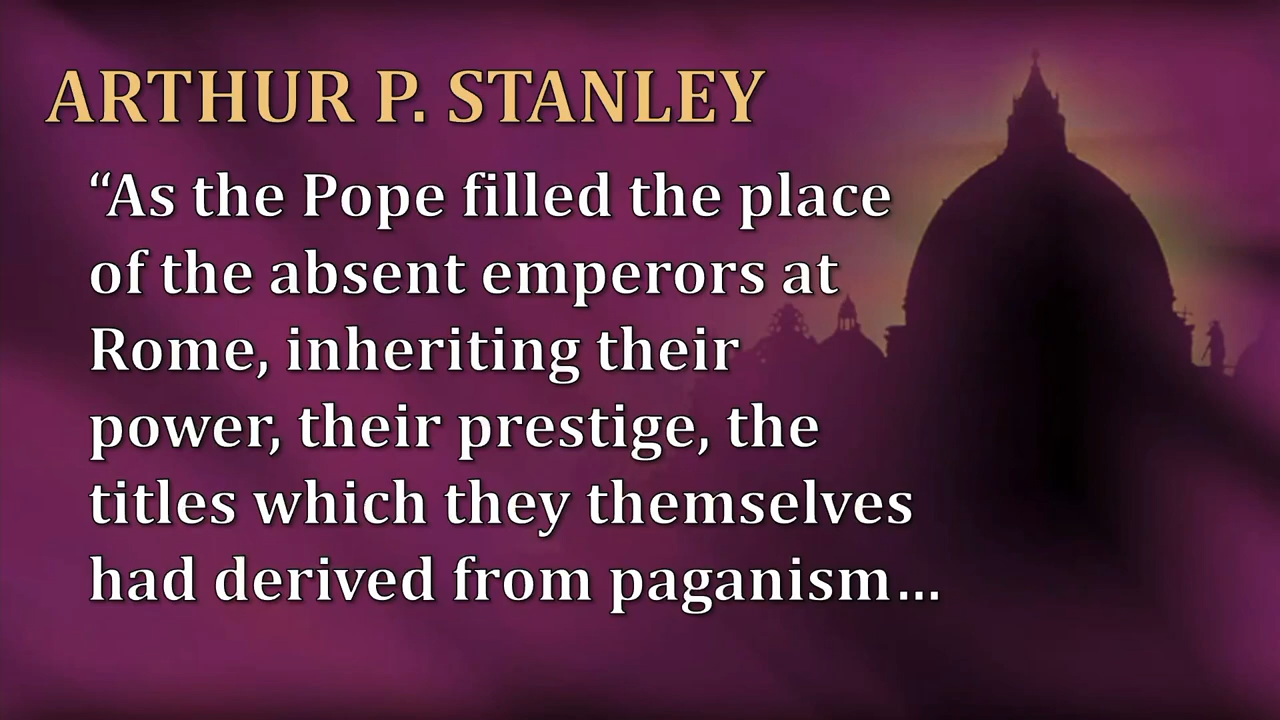 ARTHUR P. STANLEY
“As the Pope filled the place
of the absent emperors at
Rome, inheriting their
power, their prestige, the
titles which they themselves
had derived from paganism…